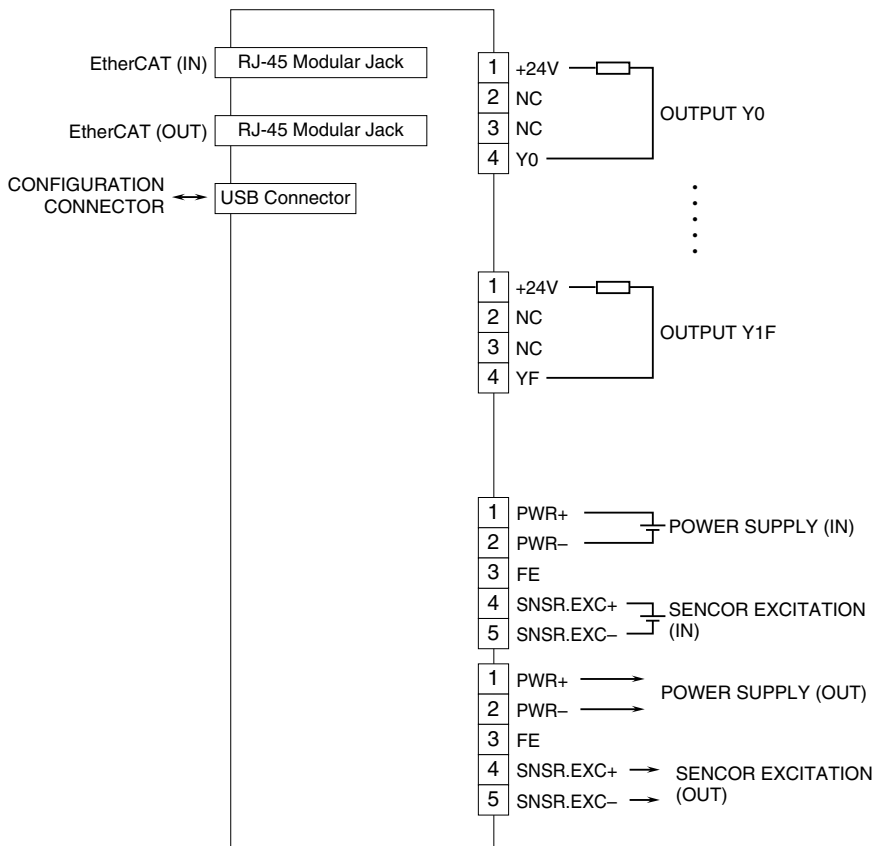 EtherCAT (IN)
RJ-45 Modular Jack
EtherCAT (OUT)
RJ-45 Modular Jack
CONFIGURATION
CONNECTOR
USB Connector
1 +24V
2 NC
3 NC
4 Y0
OUTPUT Y0
1 +24V
2 NC
3 NC
4 YF
OUTPUT Y1F
1 PWR+
2 PWR–
3 FE
4 SNSR.EXC+
5 SNSR.EXC–
POWER SUPPLY (IN)
SENCOR EXCITATION
(IN)
1 PWR+
2 PWR–
3 FE
4 SNSR.EXC+
5 SNSR.EXC–
POWER SUPPLY (OUT)
SENCOR EXCITATION
(OUT)